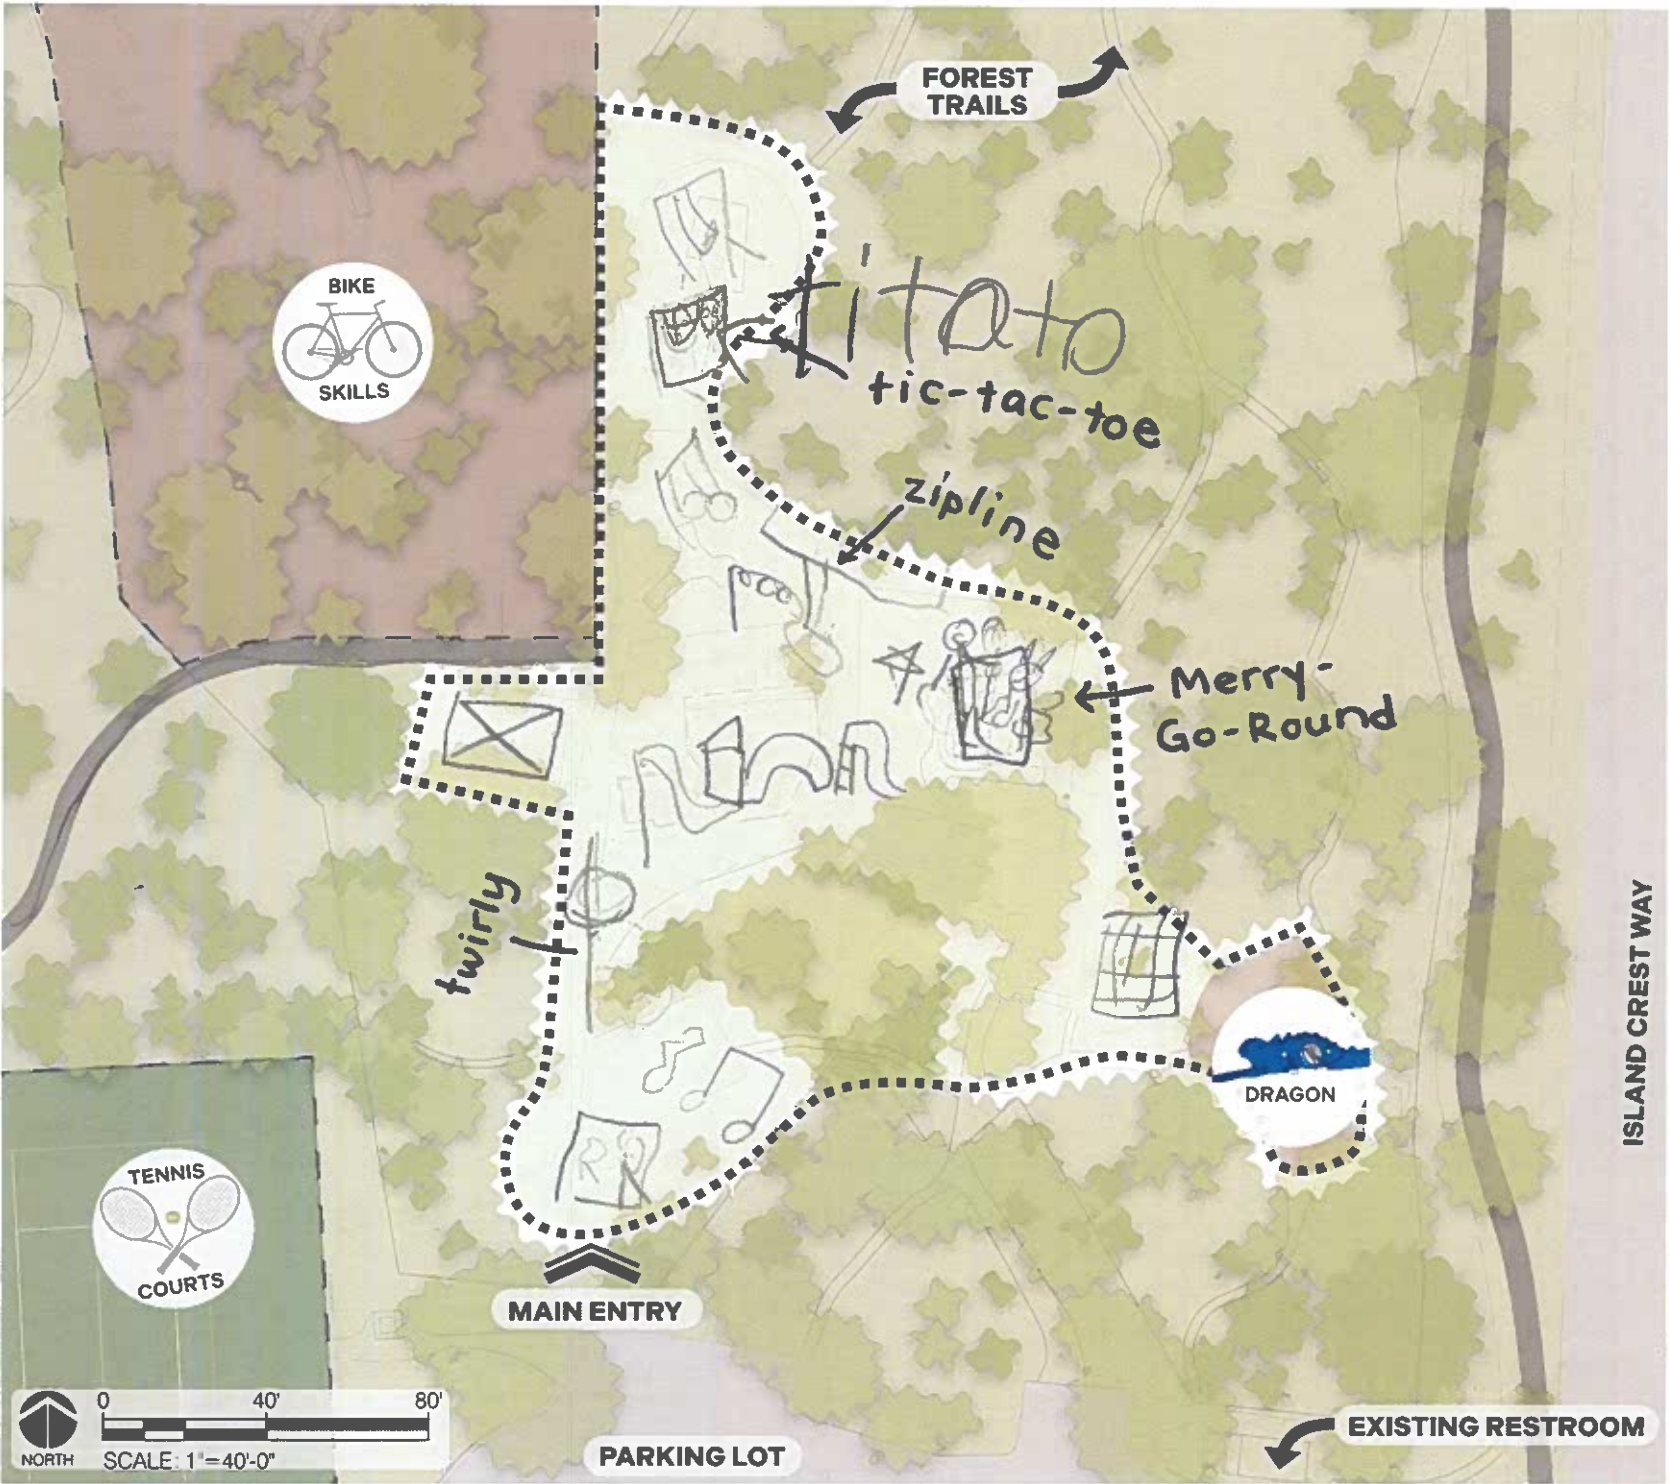 FOREST
TRAILS
BIKE
SKILLS
titato
tic-tac-toe
zipline
Merry-
Go-Round
twirly
DRAGON
ISLAND CREST WAY
TENNIS
COURTS
MAIN ENTRY
0 40' 80'
NORTH
SCALE: 1"=40'-0"
PARKING LOT
EXISTING RESTROOM